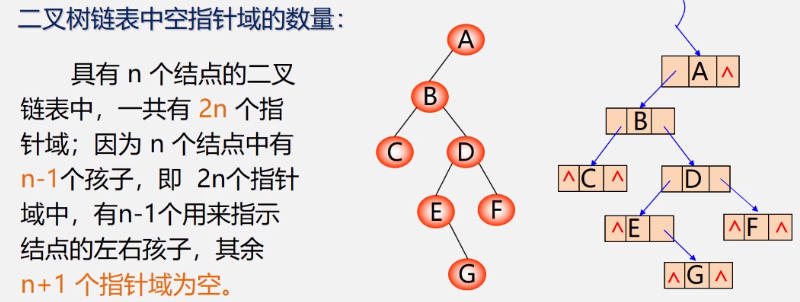 二叉树链表中空指针域的数量：
具有 n 个结点的二叉
链表中，一共有 2n 个指
针域；因为 n 个结点中有
n-1个孩子，即 2n个指针
域中，有n-1个用来指示
结点的左右孩子，其余
n+1 个指针域为空。
A
B
C
D
E
F
G
A ^
B
^ C ^
D
^ E
^ F ^
^ G ^